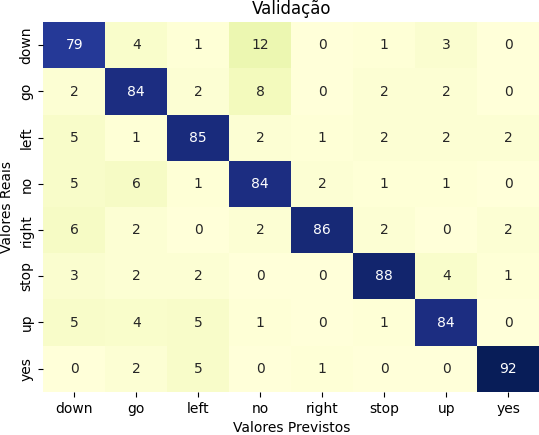 Validação
Valores Reais
down 79 4 1 12 0 1 3 0
go 2 84 2 8 0 2 2 0
left 5 1 85 2 1 2 2 2
no 5 6 1 84 2 1 1 0
right 6 2 0 2 86 2 0 2
stop 3 2 2 0 0 88 4 1
up 5 4 5 1 0 1 84 0
yes 0 2 5 0 1 0 0 92
down go left no right stop up yes
Valores Previstos